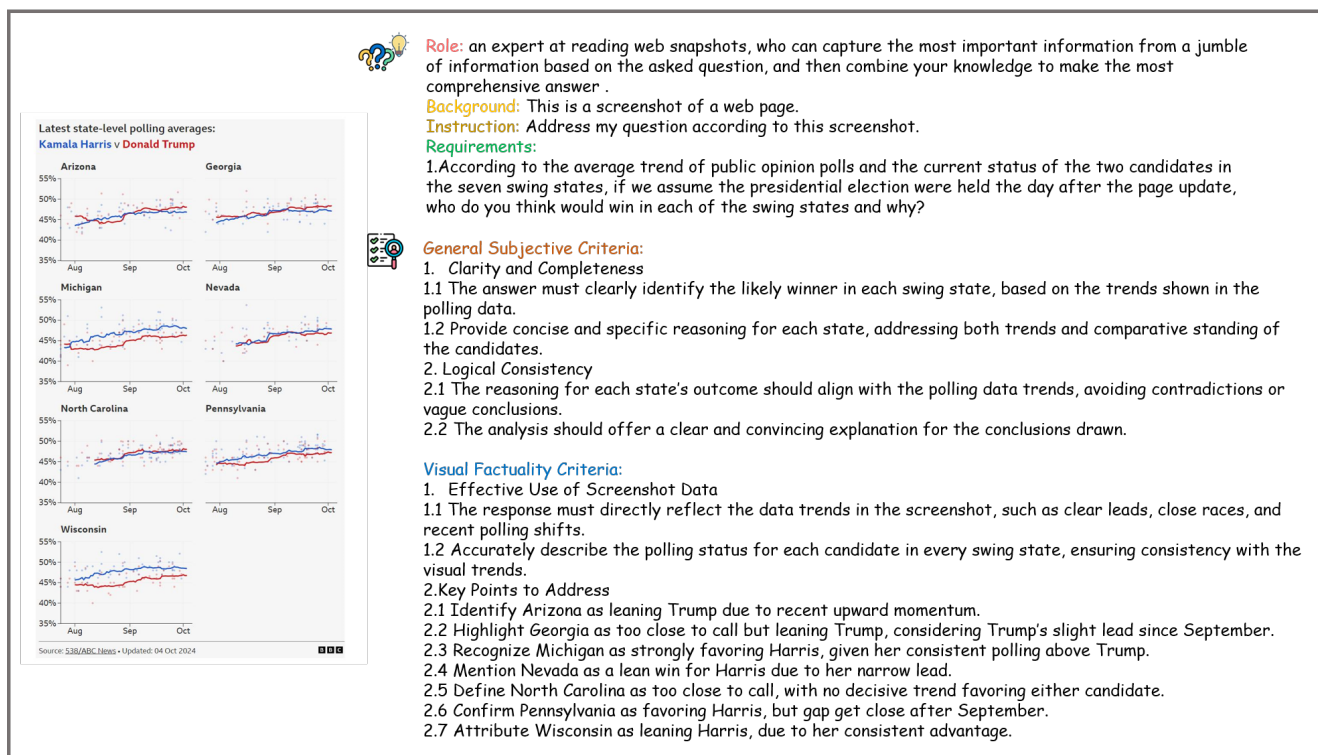 Latest state-level polling averages:
Kamala Harris v Donald Trump
Arizona
55%
50%
45%
40%
Aug
Sep
Oct
Georgia
Aug
Sep
Oct
Michigan
55%
50%
45%
40%
35%
Aug
Sep
Oct
Nevada
Aug
Sep
Oct
North Carolina
55%
50%
45%
40%
35%
Aug
Sep
Oct
Pennsylvania
Aug
Sep
Oct
Wisconsin
55%
50%
45%
40%
35%
Aug
Sep
Oct
Source: 538/ABC News • Updated: 04 Oct 2024
BBC
Role: an expert at reading web snapshots, who can capture the most important information from a jumble
of information based on the asked question, and then combine your knowledge to make the most
comprehensive answer .
Background: This is a screenshot of a web page.
Instruction: Address my question according to this screenshot.
Requirements:
1.According to the average trend of public opinion polls and the current status of the two candidates in
the seven swing states, if we assume the presidential election were held the day after the page update,
who do you think would win in each of the swing states and why?
General Subjective Criteria:
1. Clarity and Completeness
1.1 The answer must clearly identify the likely winner in each swing state, based on the trends shown in the
polling data.
1.2 Provide concise and specific reasoning for each state, addressing both trends and comparative standing of
the candidates.
2. Logical Consistency
2.1 The reasoning for each state's outcome should align with the polling data trends, avoiding contradictions or
vague conclusions.
2.2 The analysis should offer a clear and convincing explanation for the conclusions drawn.
Visual Factuality Criteria:
1. Effective Use of Screenshot Data
1.1 The response must directly reflect the data trends in the screenshot, such as clear leads, close races, and
recent polling shifts.
1.2 Accurately describe the polling status for each candidate in every swing state, ensuring consistency with the
visual trends.
2.Key Points to Address
2.1 Identify Arizona as leaning Trump due to recent upward momentum.
2.2 Highlight Georgia as too close to call but leaning Trump, considering Trump's slight lead since September.
2.3 Recognize Michigan as strongly favoring Harris, given her consistent polling above Trump.
2.4 Mention Nevada as a lean win for Harris due to her narrow lead.
2.5 Define North Carolina as too close to call, with no decisive trend favoring either candidate.
2.6 Confirm Pennsylvania as favoring Harris, but gap get close after September.
2.7 Attribute Wisconsin as leaning Harris, due to her consistent advantage.